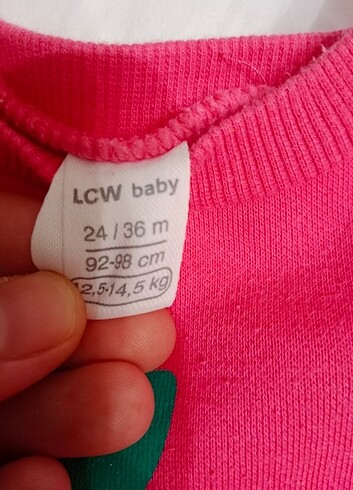 LCW baby
24 / 36 m
92-98 cm
12,5-14,5 kg